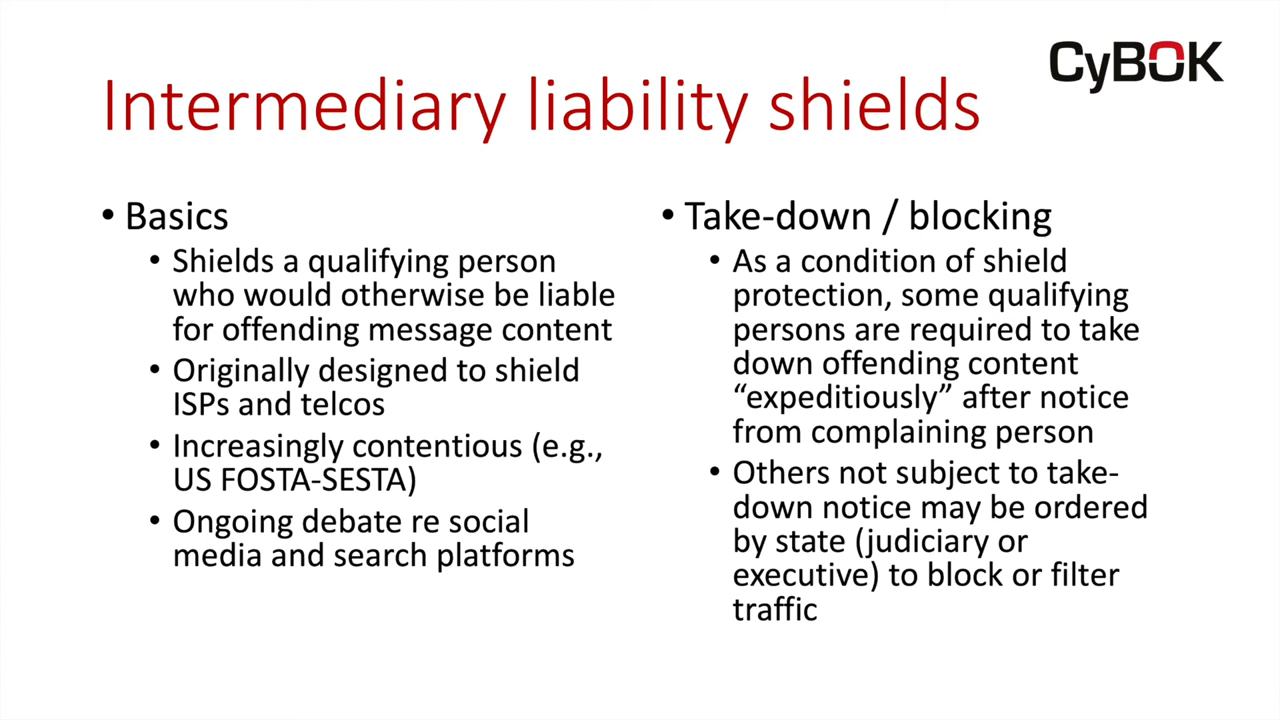 CyBOK
Intermediary liability shields
• Basics
• Shields a qualifying person
who would otherwise be liable
for offending message content
• Originally designed to shield
ISPs and telcos
• Increasingly contentious (e.g.,
US FOSTA-SESTA)
• Ongoing debate re social
media and search platforms
• Take-down / blocking
• As a condition of shield
protection, some qualifying
persons are required to take
down offending content
“expeditiously” after notice
from complaining person
• Others not subject to take-
down notice may be ordered
by state (judiciary or
executive) to block or filter
traffic